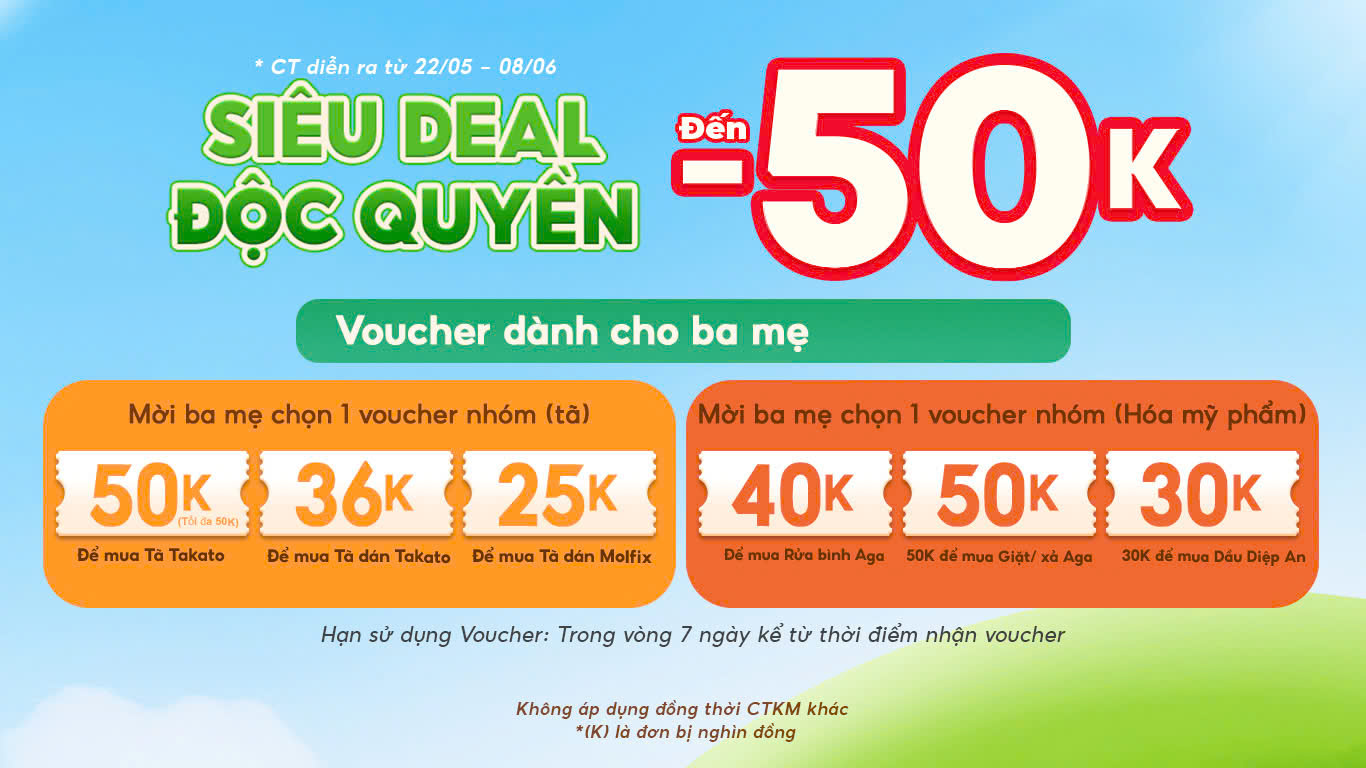 * CT diễn ra từ 22/05 – 08/06
SIÊU DEAL
ĐỘC QUYỀN
Đến
-50K
Voucher dành cho ba mẹ
Mời ba mẹ chọn 1 voucher nhóm (tã)
50K
(Tối đa 50K)
Để mua Tã Takato
36K
Để mua Tã dán Takato
25K
Để mua Tã dán Molfix
Mời ba mẹ chọn 1 voucher nhóm (Hóa mỹ phẩm)
40K
Để mua Rửa bình Aga
50K
50K để mua Giặt/ xả Aga
30K
30K để mua Dầu Diệp An
Hạn sử dụng Voucher: Trong vòng 7 ngày kể từ thời điểm nhận voucher
Không áp dụng đồng thời CTKM khác
*(K) là đơn bị nghìn đồng